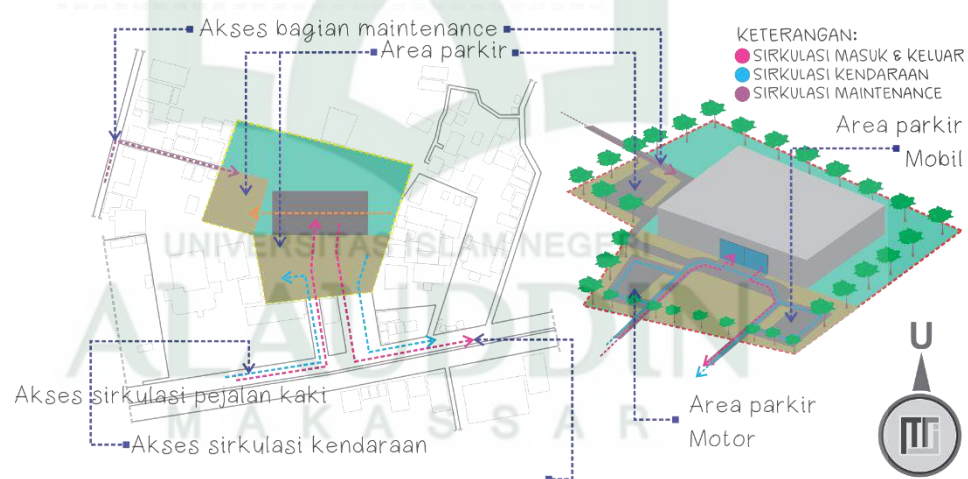 Akses bagian maintenance
Area parkir
KETERANGAN:
SIRKULASI MASUK & KELUAR
SIRKULASI KENDARAAN
SIRKULASI MAINTENANCE
Area parkir
Mobil
UNIVERSITAS ISLAM NEGERI
ALAUDDIN
MAKASSAR
Akses sirkulasi pejalan kaki
Akses sirkulasi kendaraan
Area parkir
Motor
U